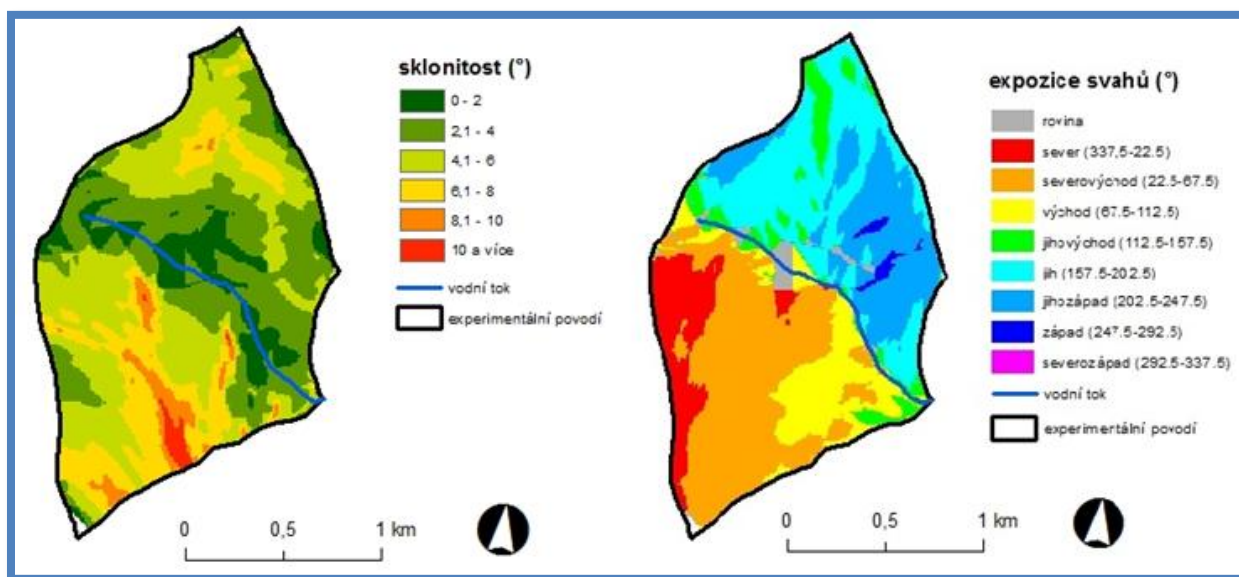 sklonitost (°)
0 - 2
2,1 - 4
4,1 - 6
6,1 - 8
8,1 - 10
10 a více
vodní tok
experimentální povodí
0 0,5 1 km
expozice svahů (°)
rovina
sever (337,5-22.5)
severovýchod (22.5-67.5)
východ (67.5-112.5)
jihovýchod (112.5-157.5)
jih (157.5-202.5)
jihozápad (202.5-247.5)
západ (247.5-292.5)
severozápad (292.5-337.5)
vodní tok
experimentální povodí
0 0,5 1 km